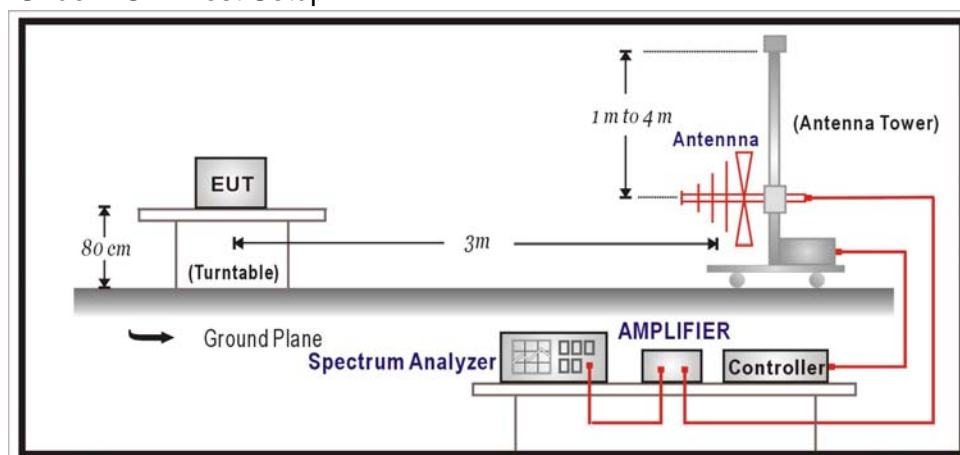 1 m to 4 m
(Antenna Tower)
Antennna
EUT
80 cm
3m
(Turntable)
Ground Plane
AMPLIFIER
Spectrum Analyzer
Controller